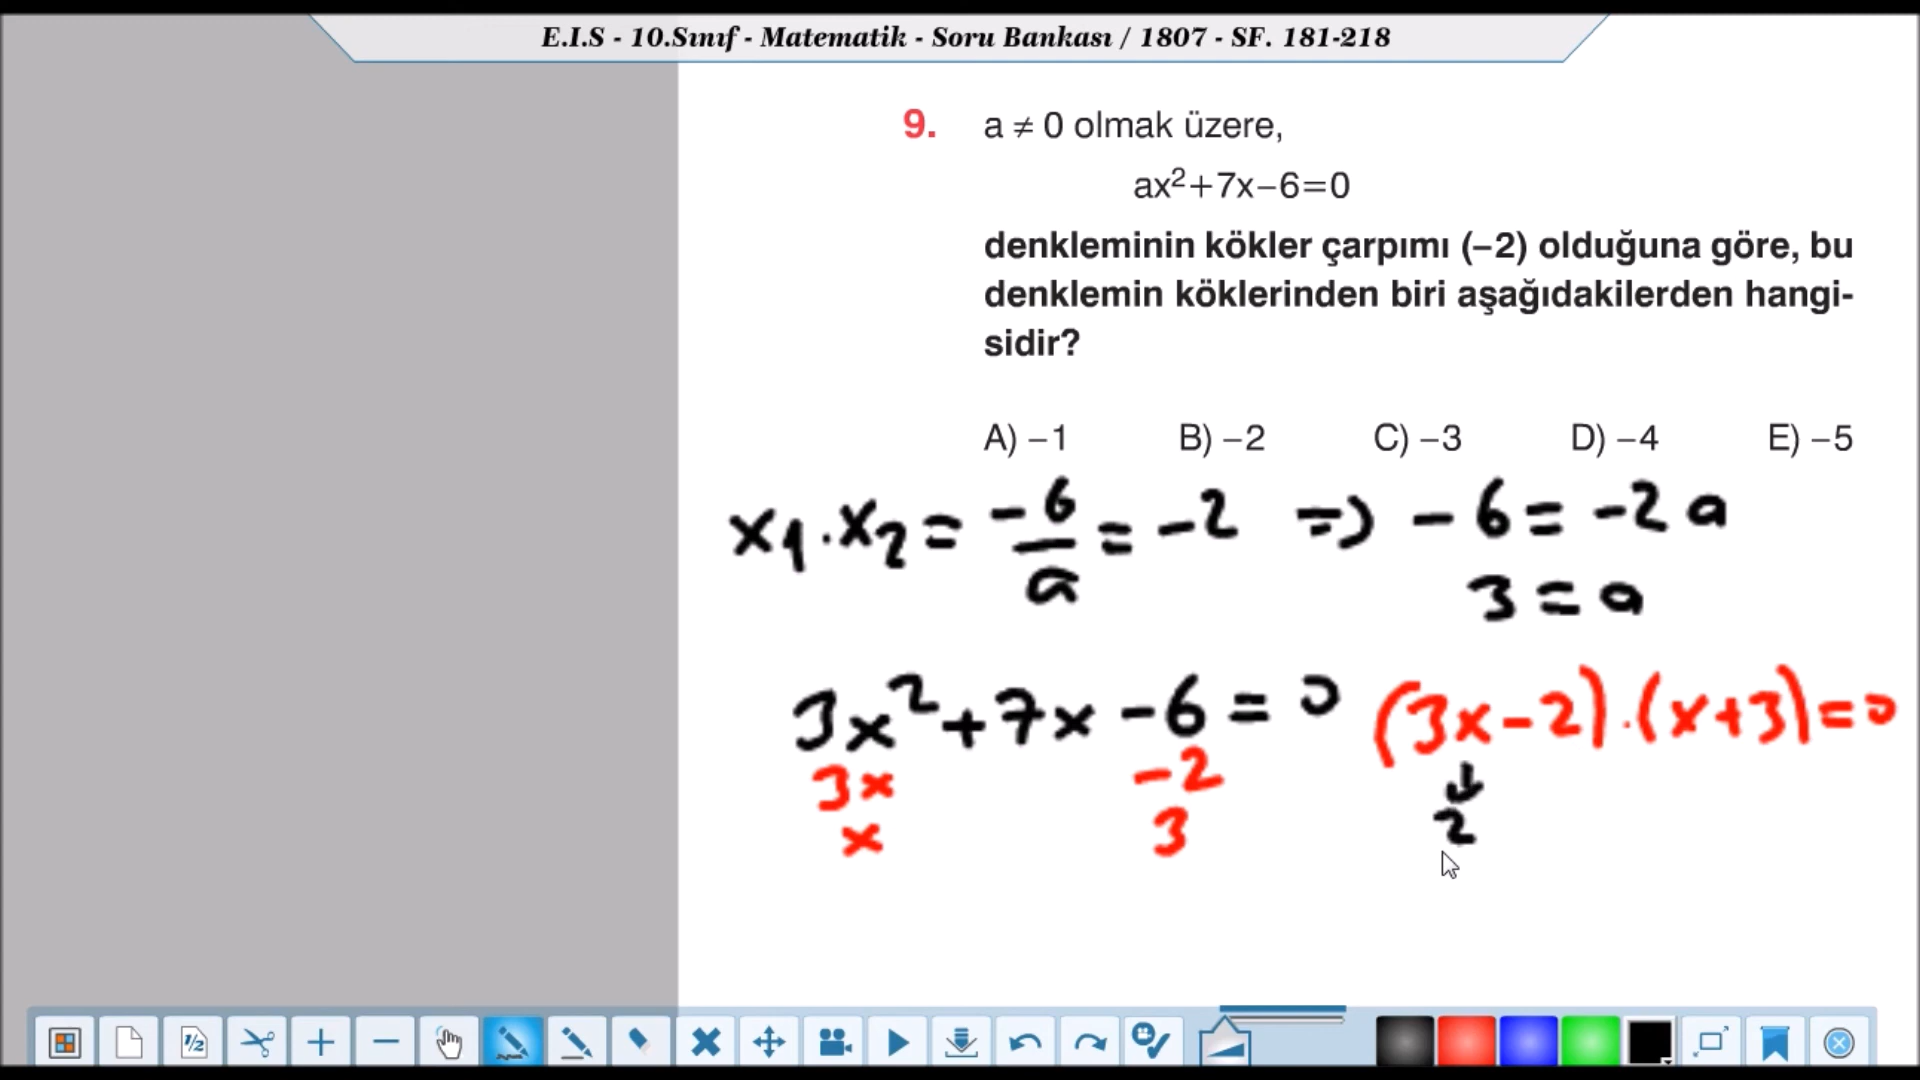 E.I.S - 10.Sınıf - Matematik - Soru Bankası / 1807 - SF. 181-218
9. a ≠ 0 olmak üzere,
ax²+7x−6=0
denkleminin kökler çarpımı (−2) olduğuna göre, bu
denklemin köklerinden biri aşağıdakilerden hangi-
sidir?
A) −1 B) −2 C) −3 D) −4 E) −5
x1 . x2 = -6/a = -2 => -6 = -2a
3 = a
3x² + 7x - 6 = 0 (3x-2).(x+3)=0
3x -2 ↓
x 3 2
1/2